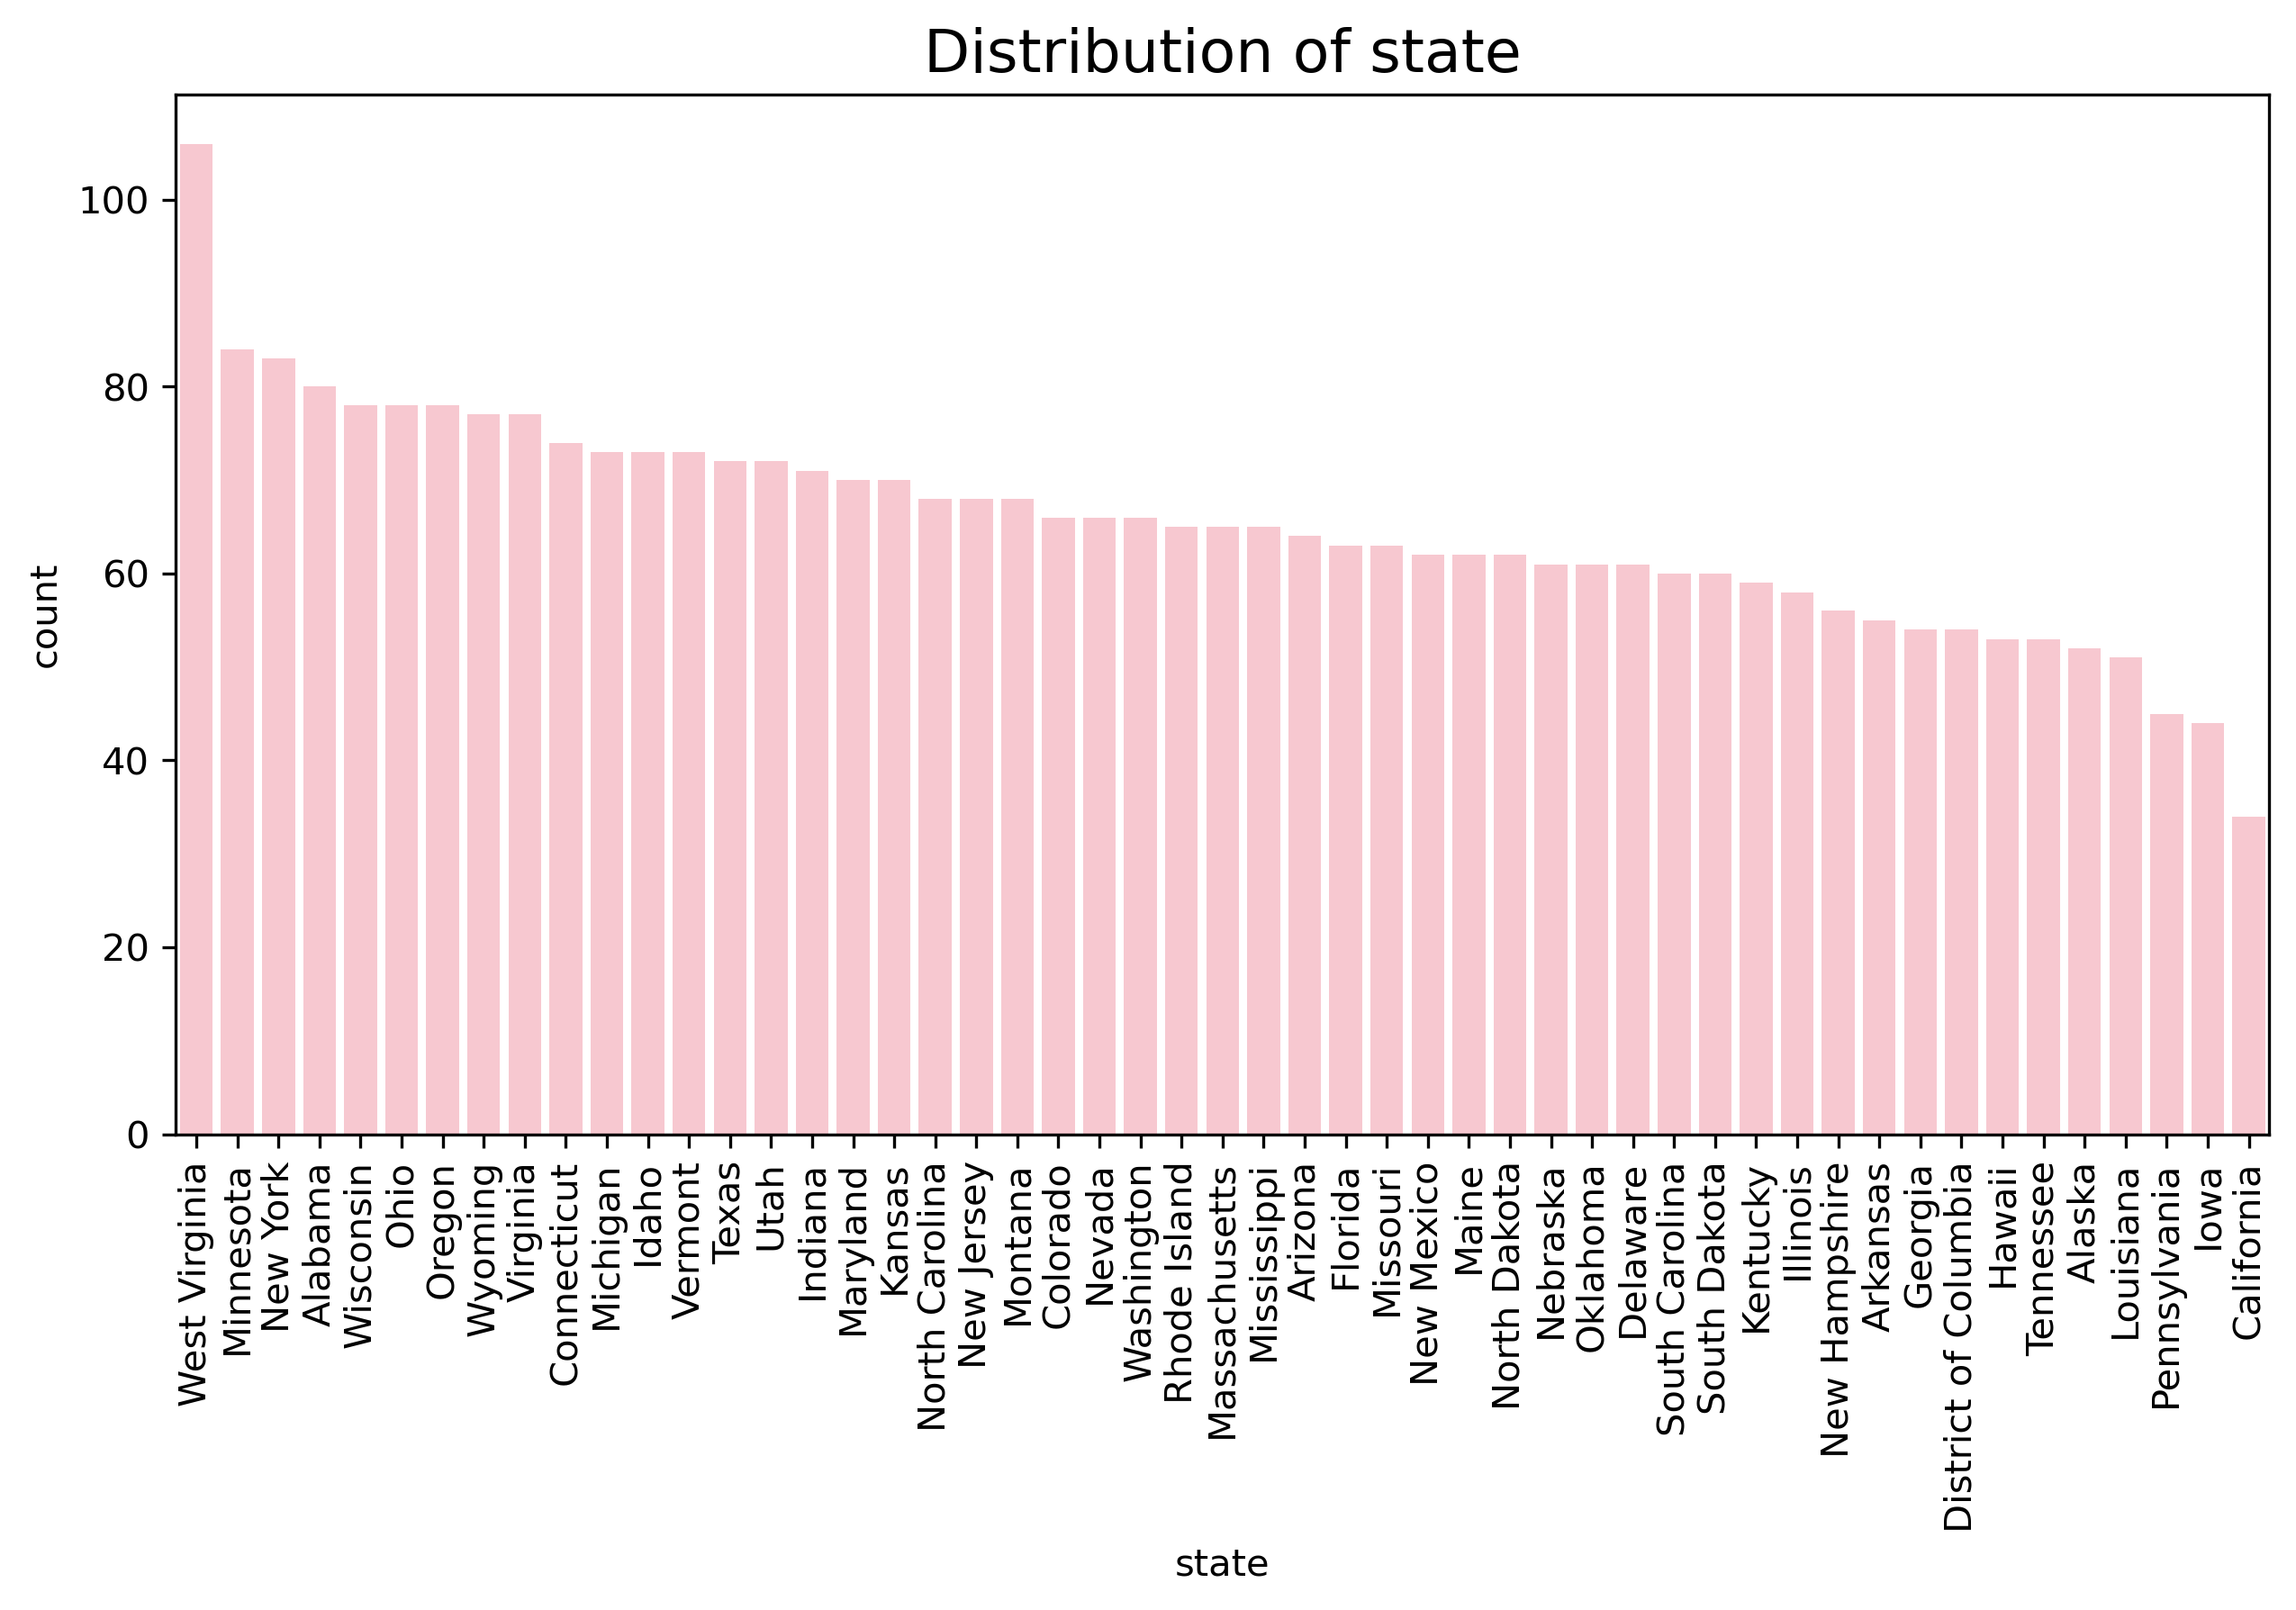 Distribution of state
100
80
60
40
20
0
count
West Virginia
Minnesota
New York
Alabama
Wisconsin
Ohio
Oregon
Wyoming
Virginia
Connecticut
Michigan
Idaho
Vermont
Texas
Utah
Indiana
Maryland
Kansas
North Carolina
New Jersey
Montana
Colorado
Nevada
Washington
Rhode Island
Massachusetts
Mississippi
Arizona
Florida
Missouri
New Mexico
Maine
North Dakota
Nebraska
Oklahoma
Delaware
South Carolina
South Dakota
Kentucky
Illinois
New Hampshire
Arkansas
Georgia
District of Columbia
Hawaii
Tennessee
Alaska
Louisiana
Pennsylvania
Iowa
California
state